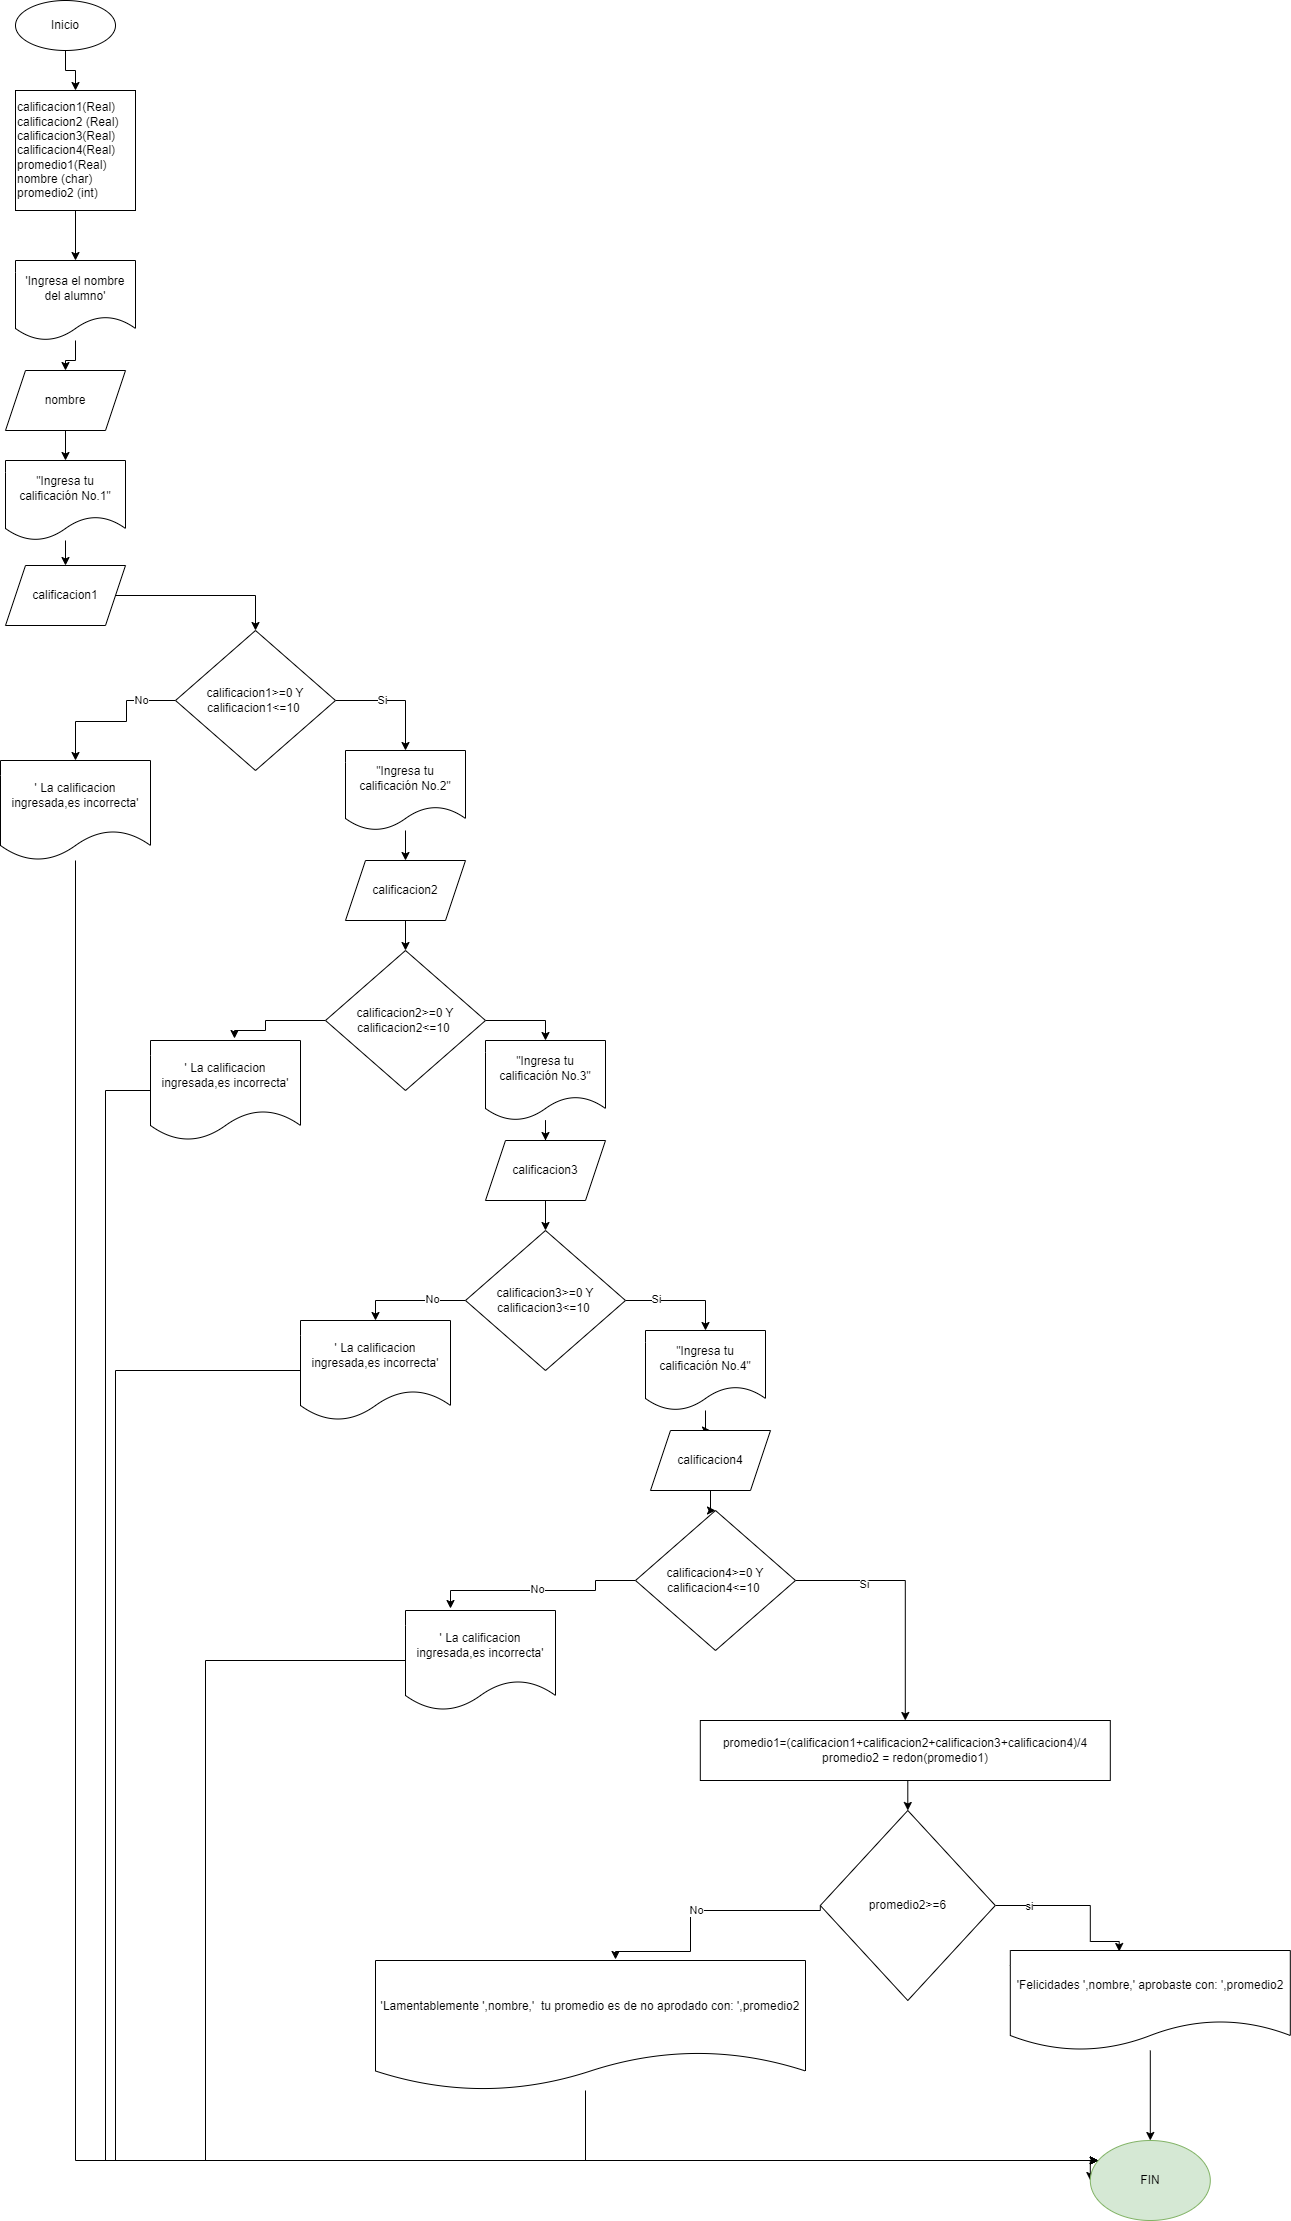 Inicio
calificacion1(Real)
calificacion2 (Real)
calificacion3(Real)
calificacion4(Real)
promedio1(Real)
nombre (char)
promedio2 (int)
'Ingresa el nombre
del alumno'
nombre
"Ingresa tu
calificación No.1"
calificacion1
calificacion1>=0 Y
calificacion1<=10
No
Si
' La calificacion
ingresada,es incorrecta'
"Ingresa tu
calificación No.2"
calificacion2
calificacion2>=0 Y
calificacion2<=10
' La calificacion
ingresada,es incorrecta'
"Ingresa tu
calificación No.3"
calificacion3
calificacion3>=0 Y
calificacion3<=10
No
Si
' La calificacion
ingresada,es incorrecta'
"Ingresa tu
calificación No.4"
calificacion4
calificacion4>=0 Y
calificacion4<=10
No
Si
' La calificacion
ingresada,es incorrecta'
promedio1=(calificacion1+calificacion2+calificacion3+calificacion4)/4
promedio2 = redon(promedio1)
promedio2>=6
No
si
'Lamentablemente ',nombre,'  tu promedio es de no aprodado con: ',promedio2
'Felicidades ',nombre,' aprobaste con: ',promedio2
FIN